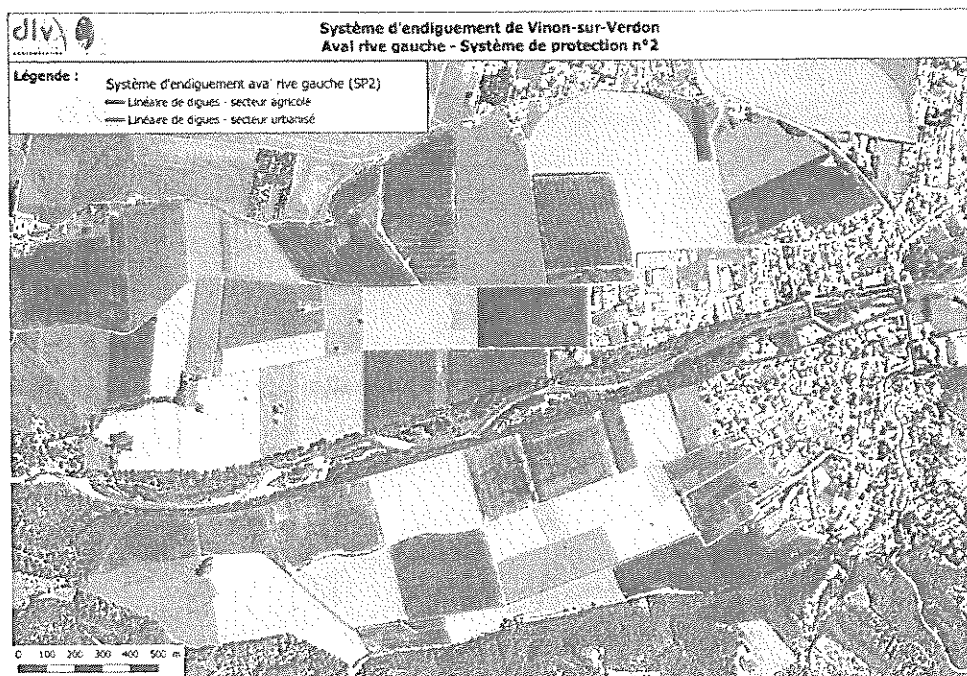 dlv
Système d'endiguement de Vinon-sur-Verdon
Aval rive gauche - Système de protection n°2
Légende :
Système d'endiguement aval rive gauche (SP2)
Linéaire de digues - secteur agricole
Linéaire de digues - secteur urbanisé
0 100 200 300 400 500 m